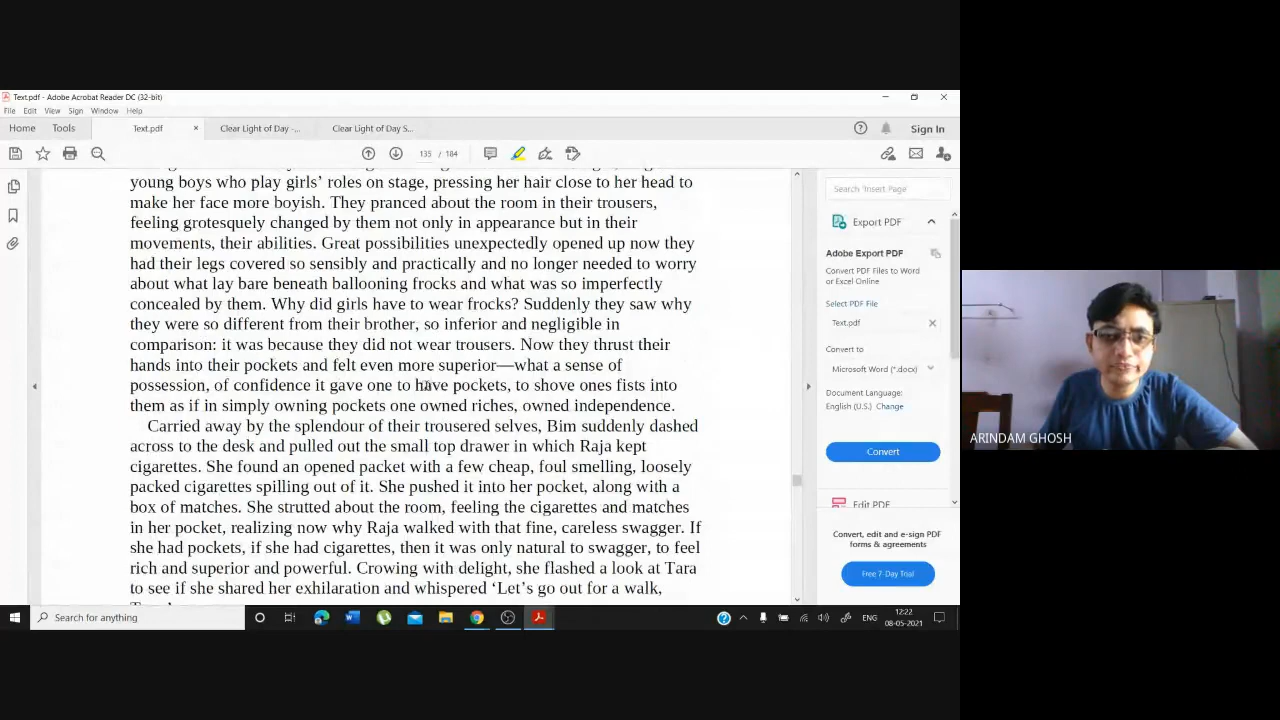 Text.pdf - Adobe Acrobat Reader DC (32-bit)
File Edit View Sign Window Help
Home Tools Text.pdf × Clear Light of Day -... Clear Light of Day S... Sign In
135 / 184
young boys who play girls’ roles on stage, pressing her hair close to her head to
make her face more boyish. They pranced about the room in their trousers,
feeling grotesquely changed by them not only in appearance but in their
movements, their abilities. Great possibilities unexpectedly opened up now they
had their legs covered so sensibly and practically and no longer needed to worry
about what lay bare beneath ballooning frocks and what was so imperfectly
concealed by them. Why did girls have to wear frocks? Suddenly they saw why
they were so different from their brother, so inferior and negligible in
comparison: it was because they did not wear trousers. Now they thrust their
hands into their pockets and felt even more superior—what a sense of
possession, of confidence it gave one to have pockets, to shove ones fists into
them as if in simply owning pockets one owned riches, owned independence.
Carried away by the splendour of their trousered selves, Bim suddenly dashed
across to the desk and pulled out the small top drawer in which Raja kept
cigarettes. She found an opened packet with a few cheap, foul smelling, loosely
packed cigarettes spilling out of it. She pushed it into her pocket, along with a
box of matches. She strutted about the room, feeling the cigarettes and matches
in her pocket, realizing now why Raja walked with that fine, careless swagger. If
she had pockets, if she had cigarettes, then it was only natural to swagger, to feel
rich and superior and powerful. Crowing with delight, she flashed a look at Tara
to see if she shared her exhilaration and whispered ‘Let’s go out for a walk,
Search 'Insert Page'
Export PDF
Adobe Export PDF
Convert PDF Files to Word
or Excel Online
Select PDF File
Text.pdf
Convert to
Microsoft Word (*.docx)
Document Language:
English (U.S.) Change
Convert
Edit PDF
Convert, edit and e-sign PDF
forms & agreements
Free 7-Day Trial
ARINDAM GHOSH
Search for anything
ENG
12:22
08-05-2021